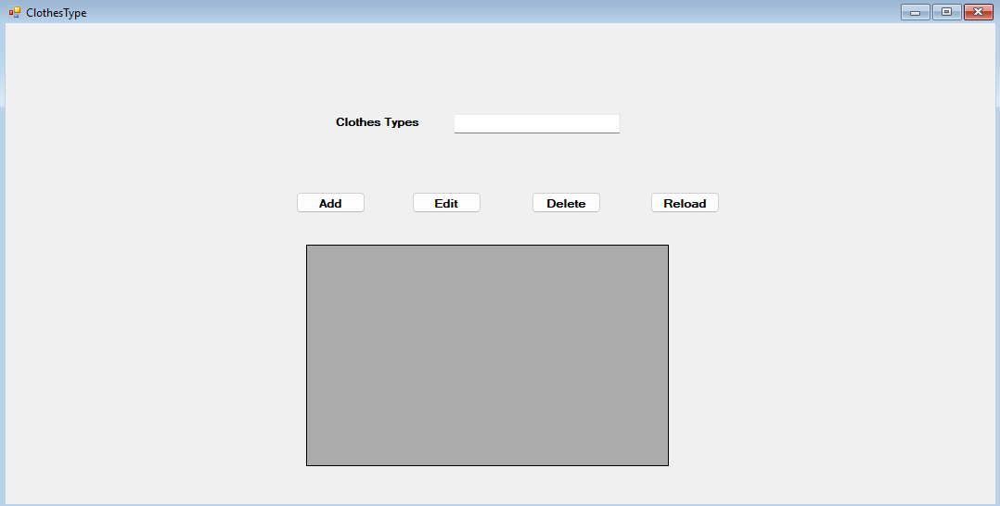 ClothesType
Clothes Types
Add Edit Delete Reload